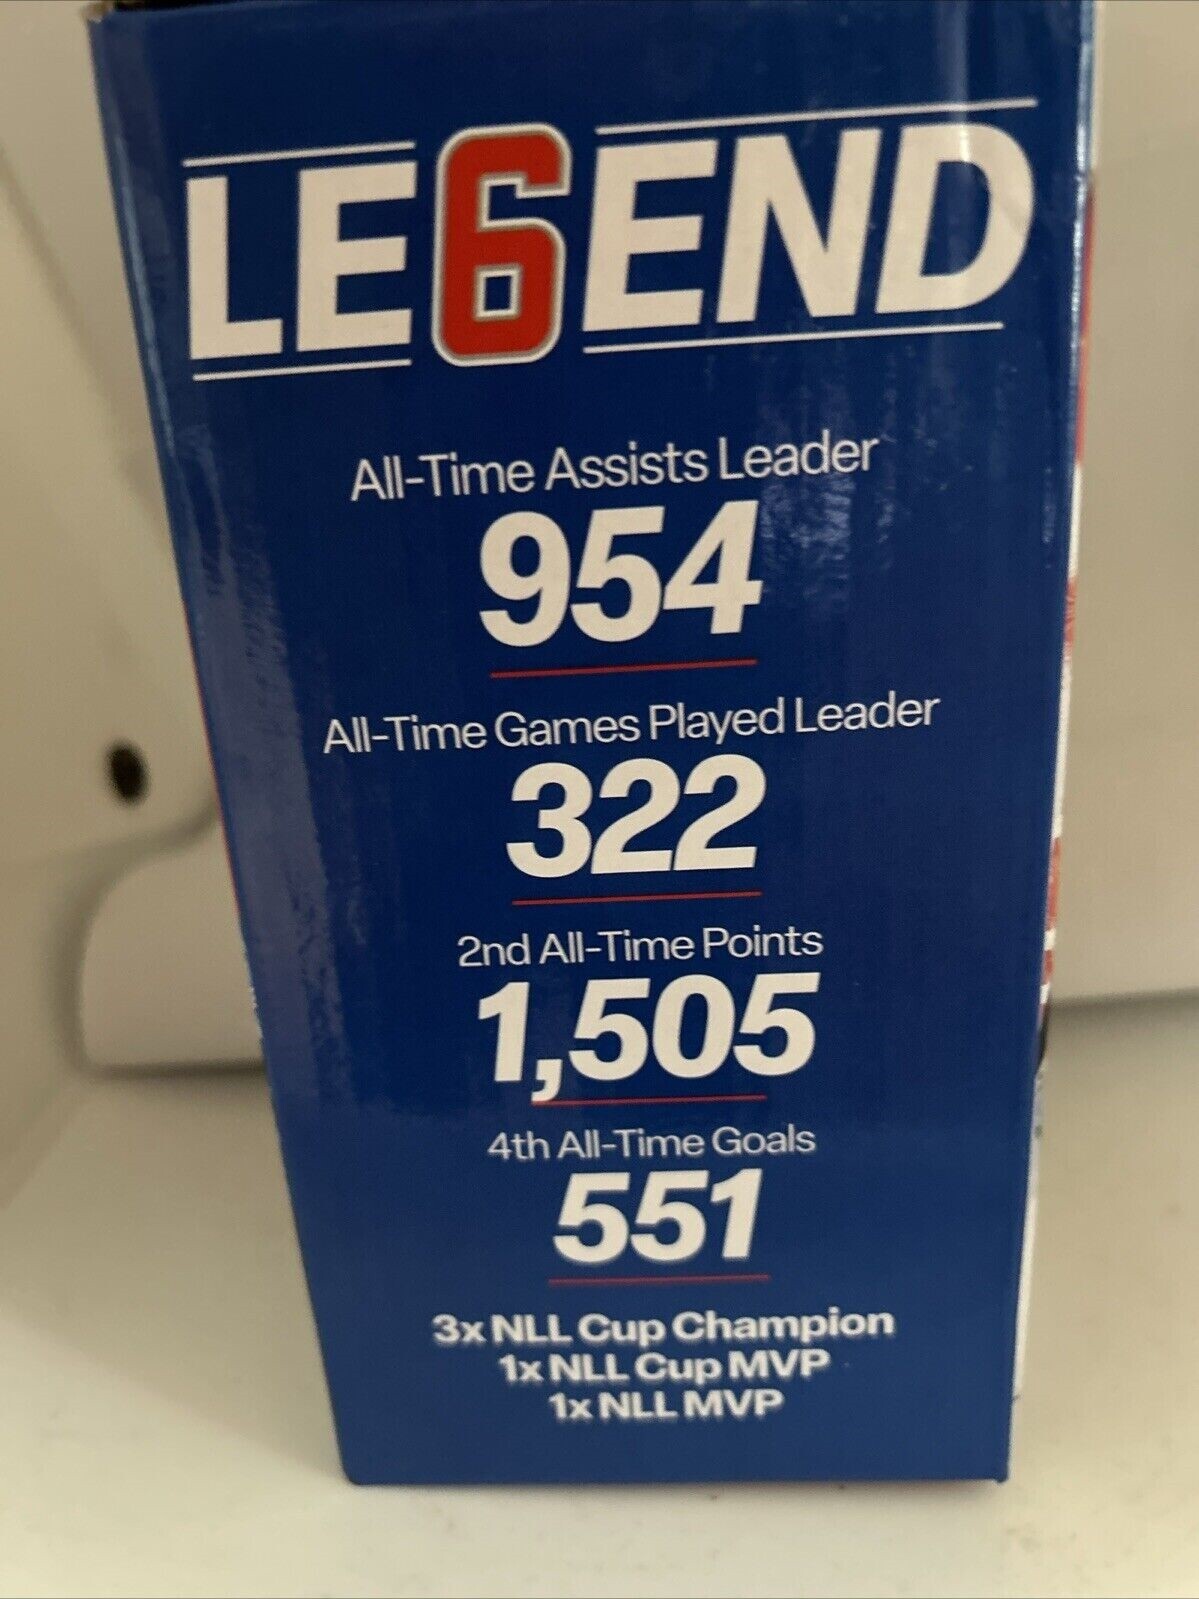 LE6END
All-Time Assists Leader
954
All-Time Games Played Leader
322
2nd All-Time Points
1,505
4th All-Time Goals
551
3x NLL Cup Champion
1x NLL Cup MVP
1x NLL MVP